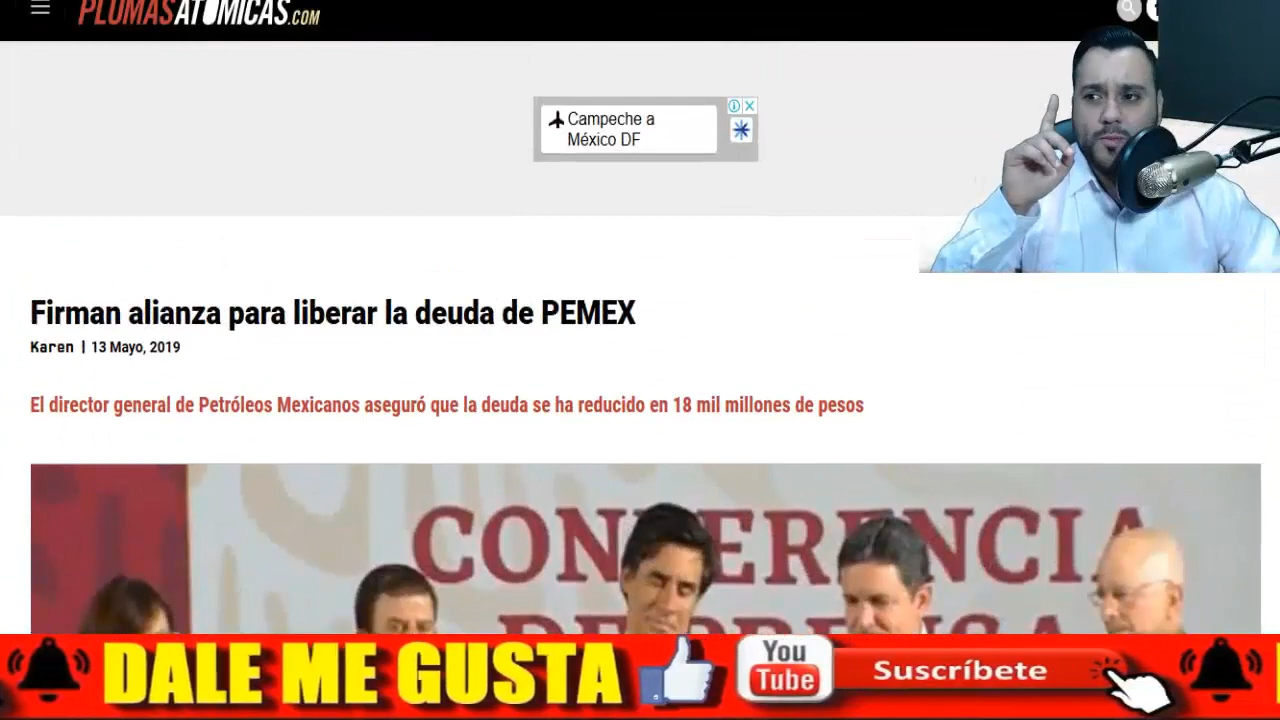 PLUMASATOMICAS.COM
Campeche a
México DF
Firman alianza para liberar la deuda de PEMEX
Karen | 13 Mayo, 2019
El director general de Petróleos Mexicanos aseguró que la deuda se ha reducido en 18 mil millones de pesos
CONFERENCIA
DE PRENSA
DALE ME GUSTA
You
Tube
Suscríbete